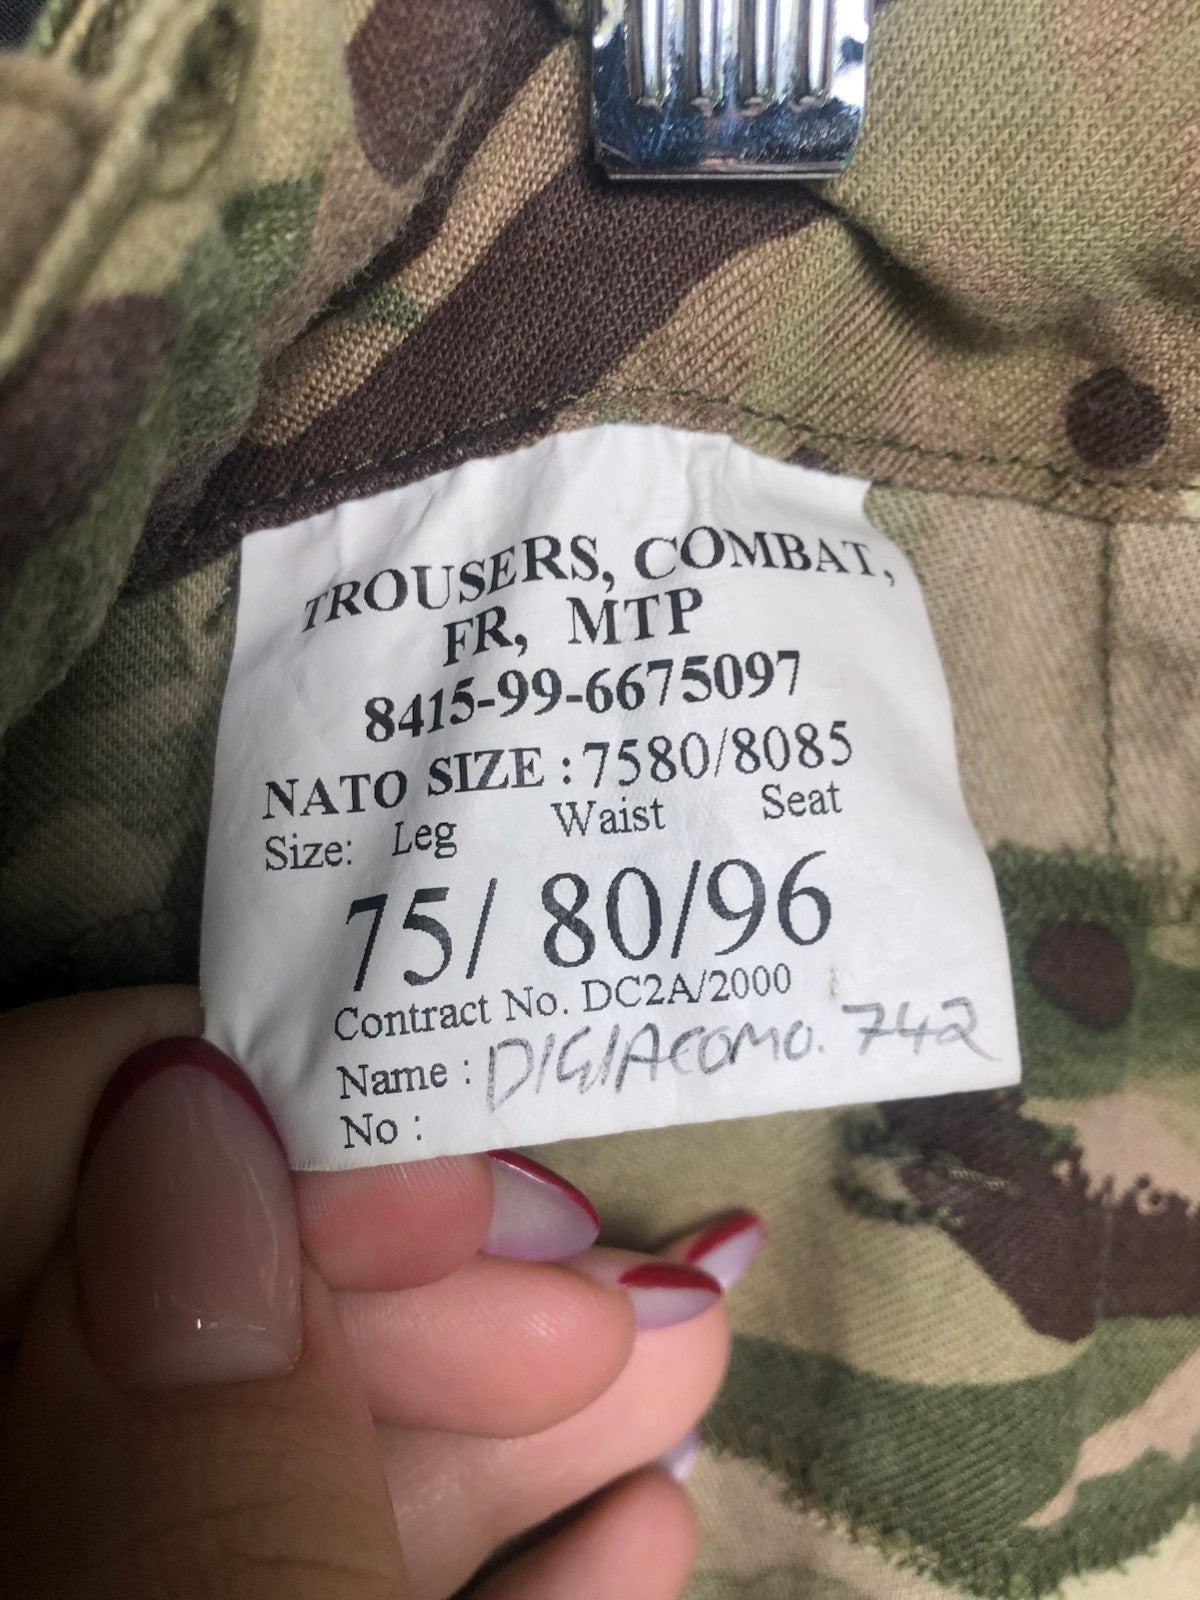 TROUSERS, COMBAT,
FR, MTP
8415-99-6675097
NATO SIZE : 7580/8085
Size: Leg Waist Seat
75/ 80/96
Contract No. DC2A/2000
Name : DIGIACOMO. 742
No :